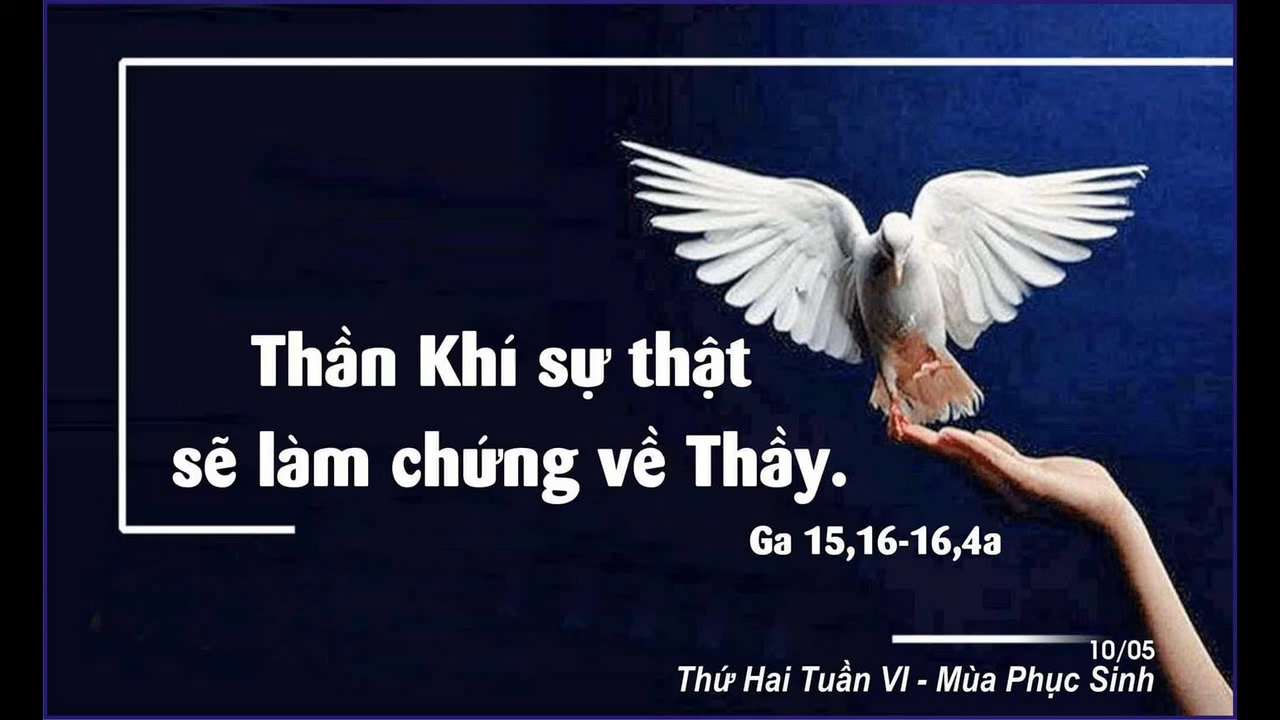 Thần Khí sự thật
sẽ làm chứng về Thầy.
Ga 15,16-16,4a
10/05
Thứ Hai Tuần VI - Mùa Phục Sinh